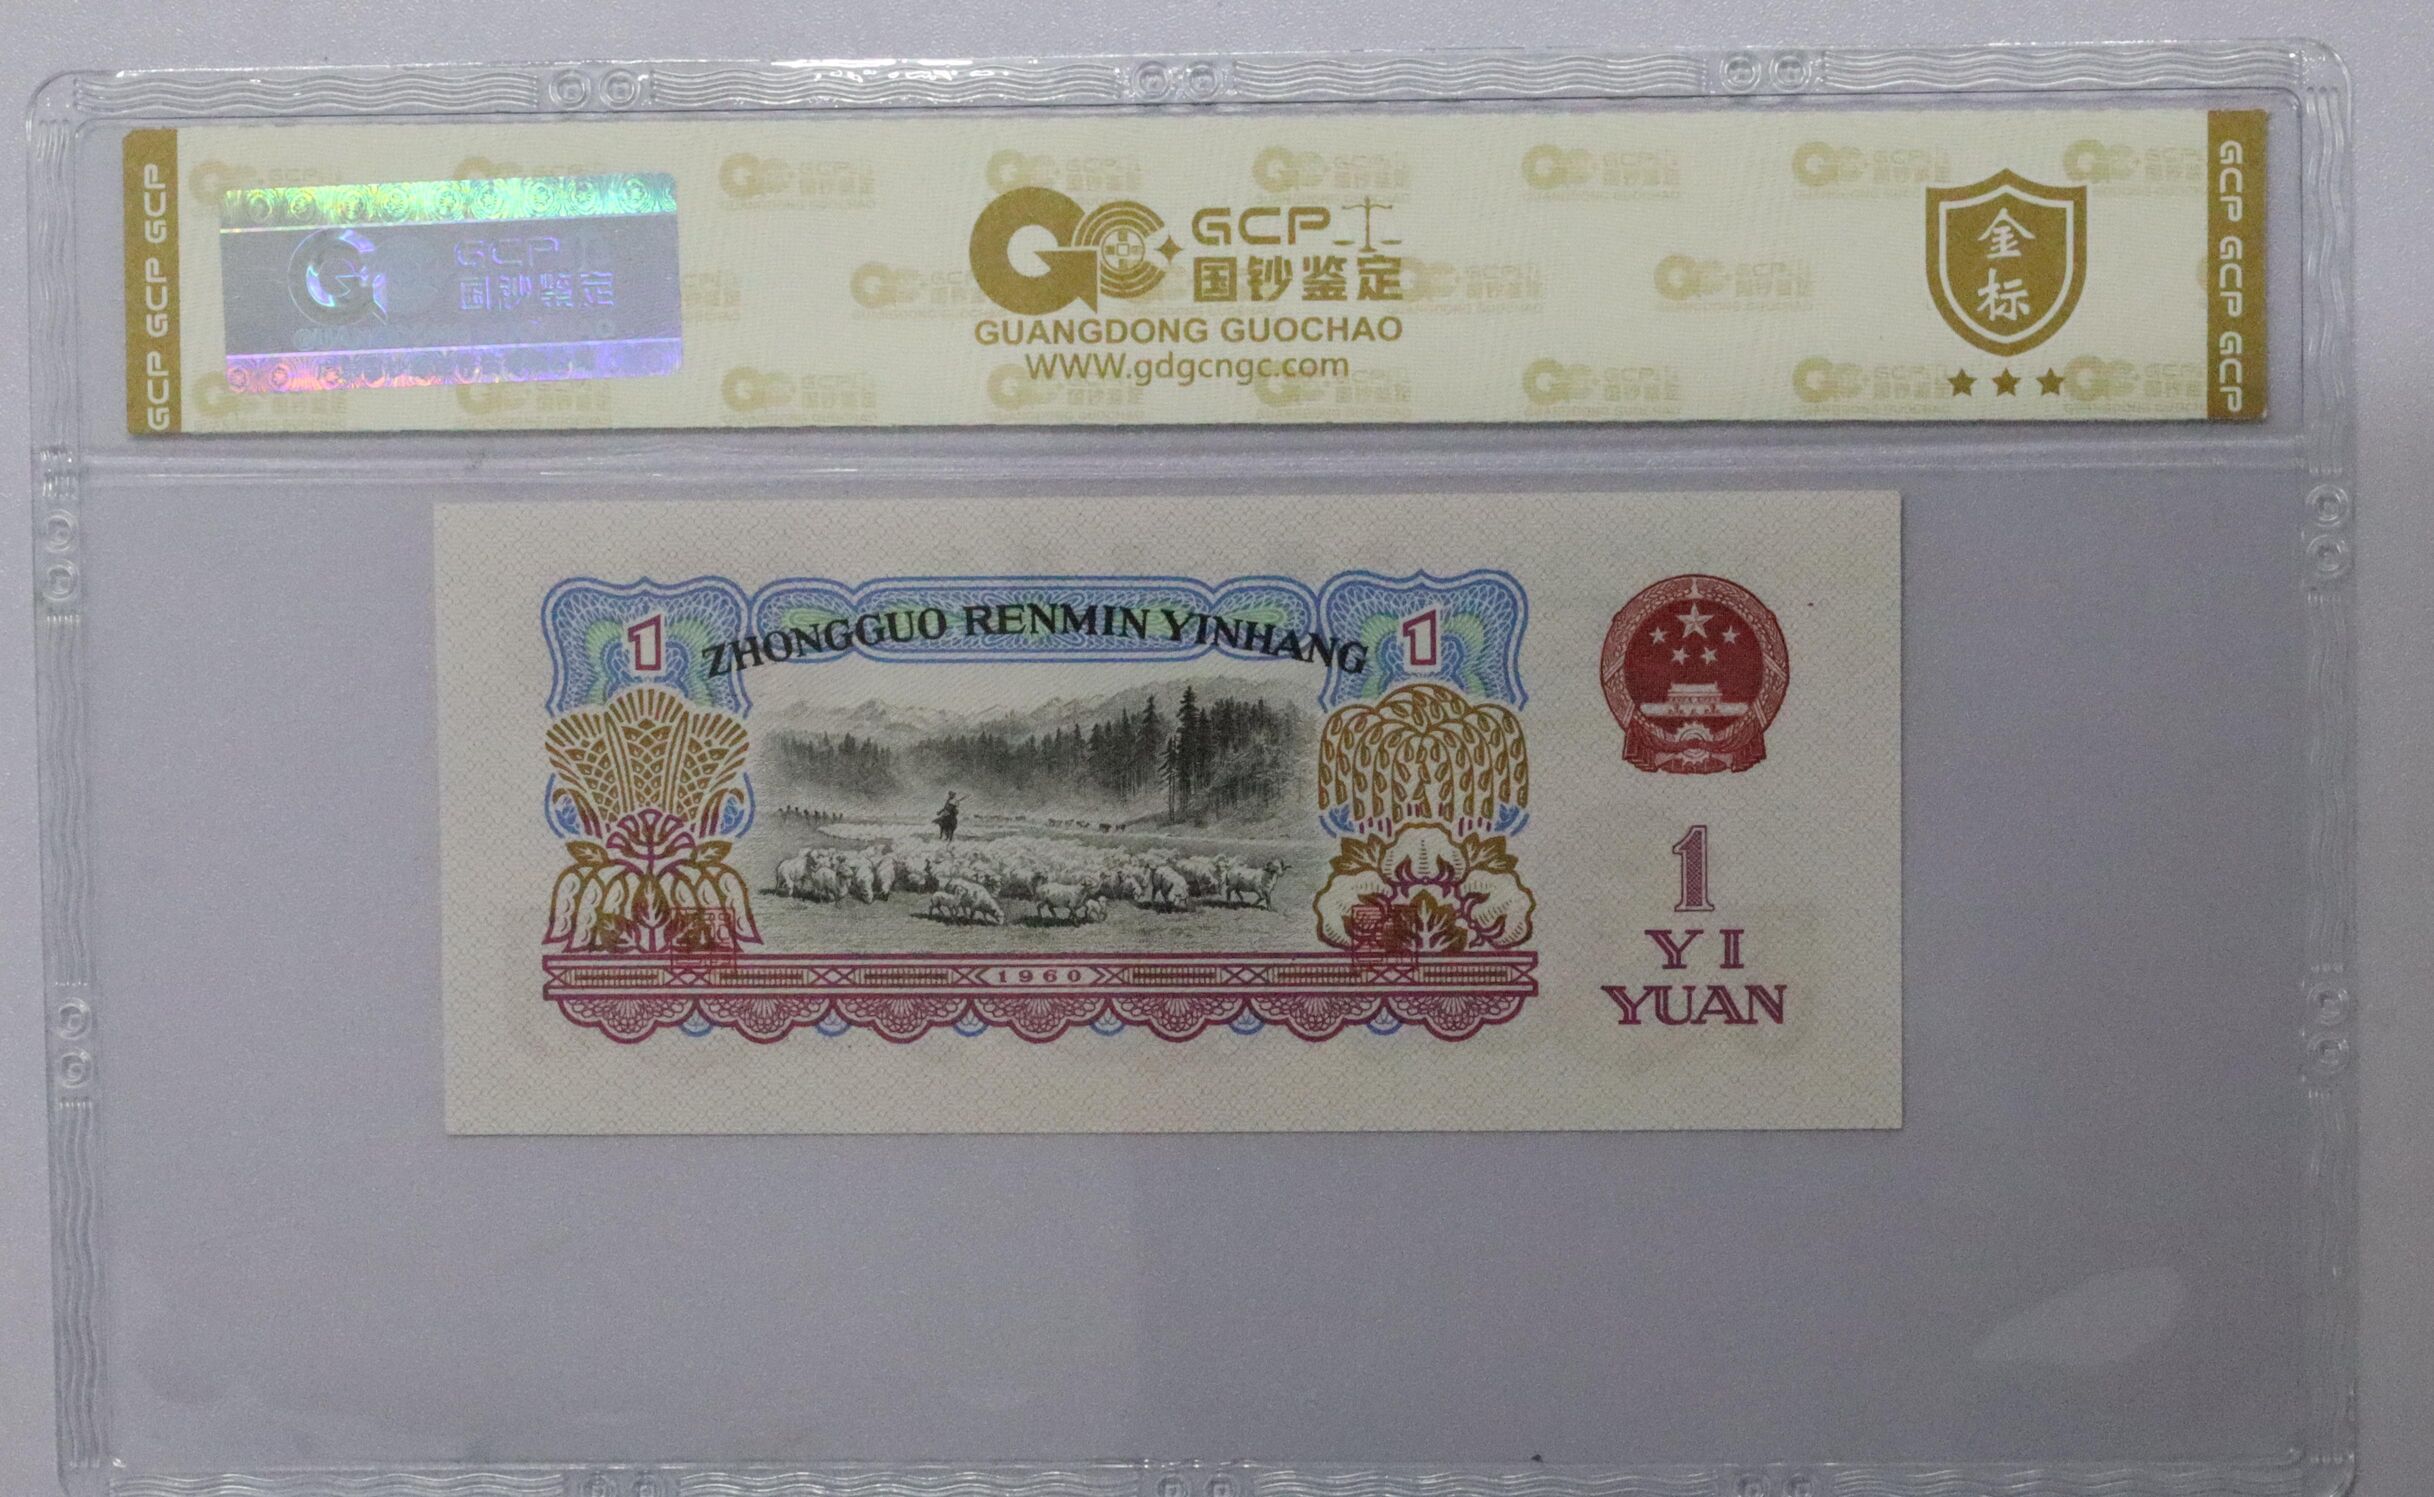 GCP GCP GCP
GCP
国钞鉴定
GCP
国钞鉴定
GUANGDONG GUOCHAO
WWW.gdgcngc.com
金
标
GCP GCP GCP
ZHONGGUO RENMIN YINHANG
1
1
1960
1
YI
YUAN